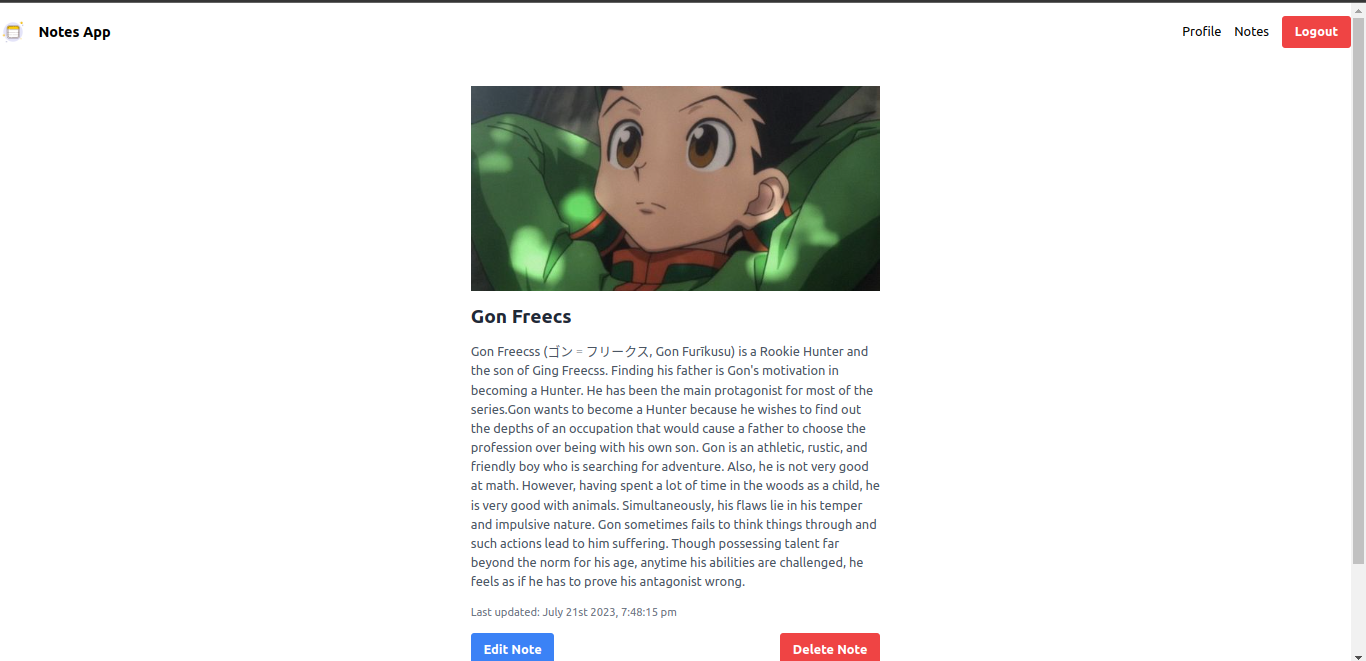 Notes App
Profile
Notes
Logout
Gon Freecs
Gon Freecss (ゴン゠フリークス, Gon Furīkusu) is a Rookie Hunter and
the son of Ging Freecss. Finding his father is Gon's motivation in
becoming a Hunter. He has been the main protagonist for most of the
series.Gon wants to become a Hunter because he wishes to find out
the depths of an occupation that would cause a father to choose the
profession over being with his own son. Gon is an athletic, rustic, and
friendly boy who is searching for adventure. Also, he is not very good
at math. However, having spent a lot of time in the woods as a child, he
is very good with animals. Simultaneously, his flaws lie in his temper
and impulsive nature. Gon sometimes fails to think things through and
such actions lead to him suffering. Though possessing talent far
beyond the norm for his age, anytime his abilities are challenged, he
feels as if he has to prove his antagonist wrong.
Last updated: July 21st 2023, 7:48:15 pm
Edit Note
Delete Note